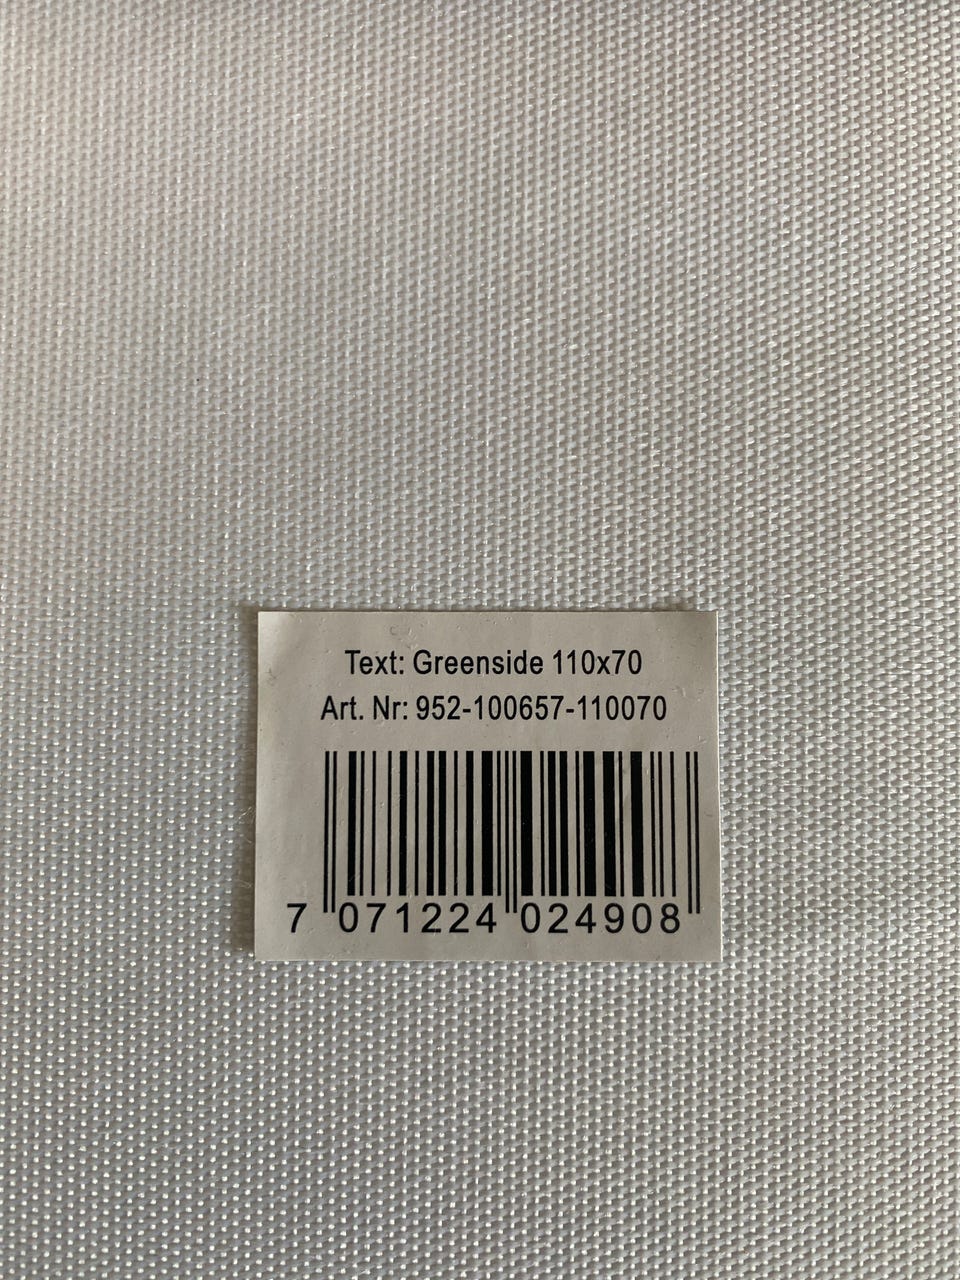 Text: Greenside 110x70
Art. Nr: 952-100657-110070
7 071224 024908